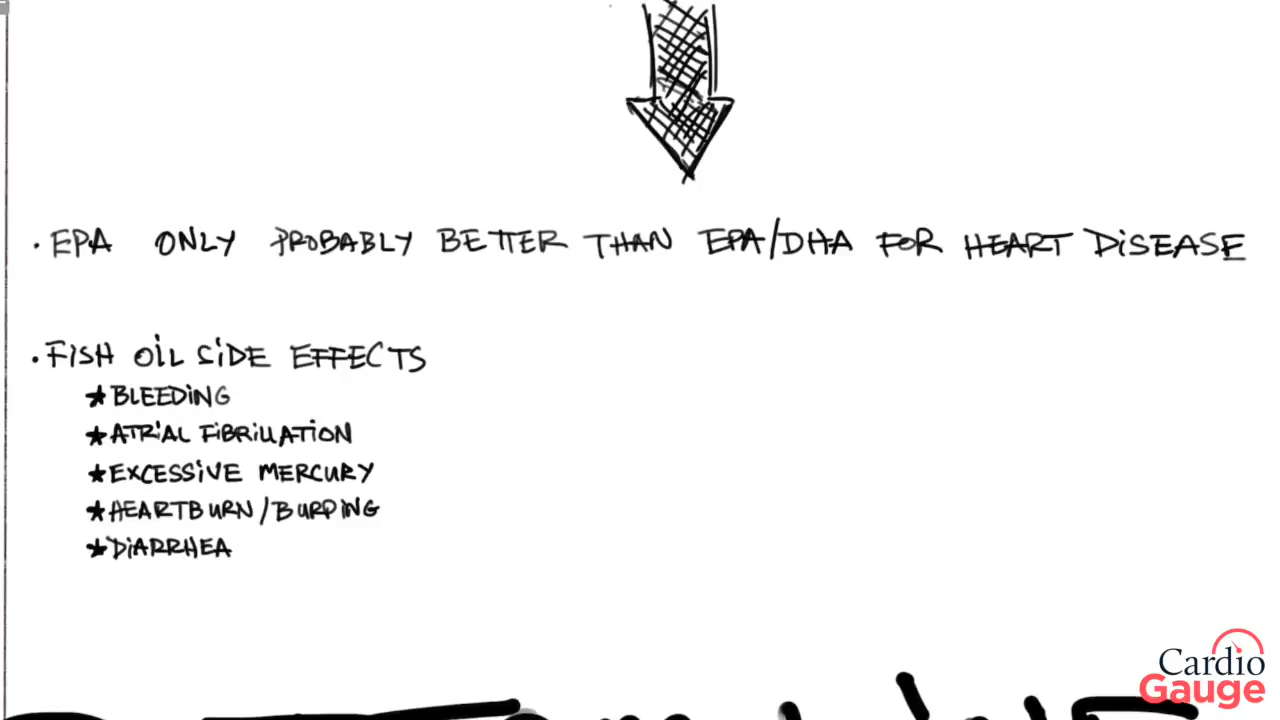 · EPA ONLY PROBABLY BETTER THAN EPA/DHA FOR HEART DISEASE
· FISH OIL SIDE EFFECTS
★ BLEEDING
★ ATRIAL FIBRILLATION
★ EXCESSIVE MERCURY
★ HEARTBURN/BURPING
★ DIARRHEA
Cardio
Gauge